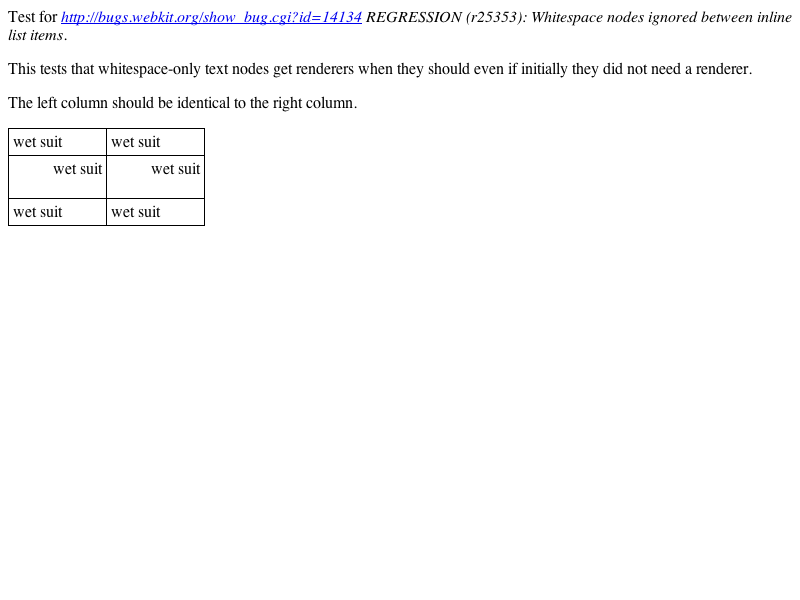 Test for http://bugs.webkit.org/show_bug.cgi?id=14134 REGRESSION (r25353): Whitespace nodes ignored between inline
list items.
This tests that whitespace-only text nodes get renderers when they should even if initially they did not need a renderer.
The left column should be identical to the right column.
wet suit wet suit
wet suit wet suit
wet suit wet suit